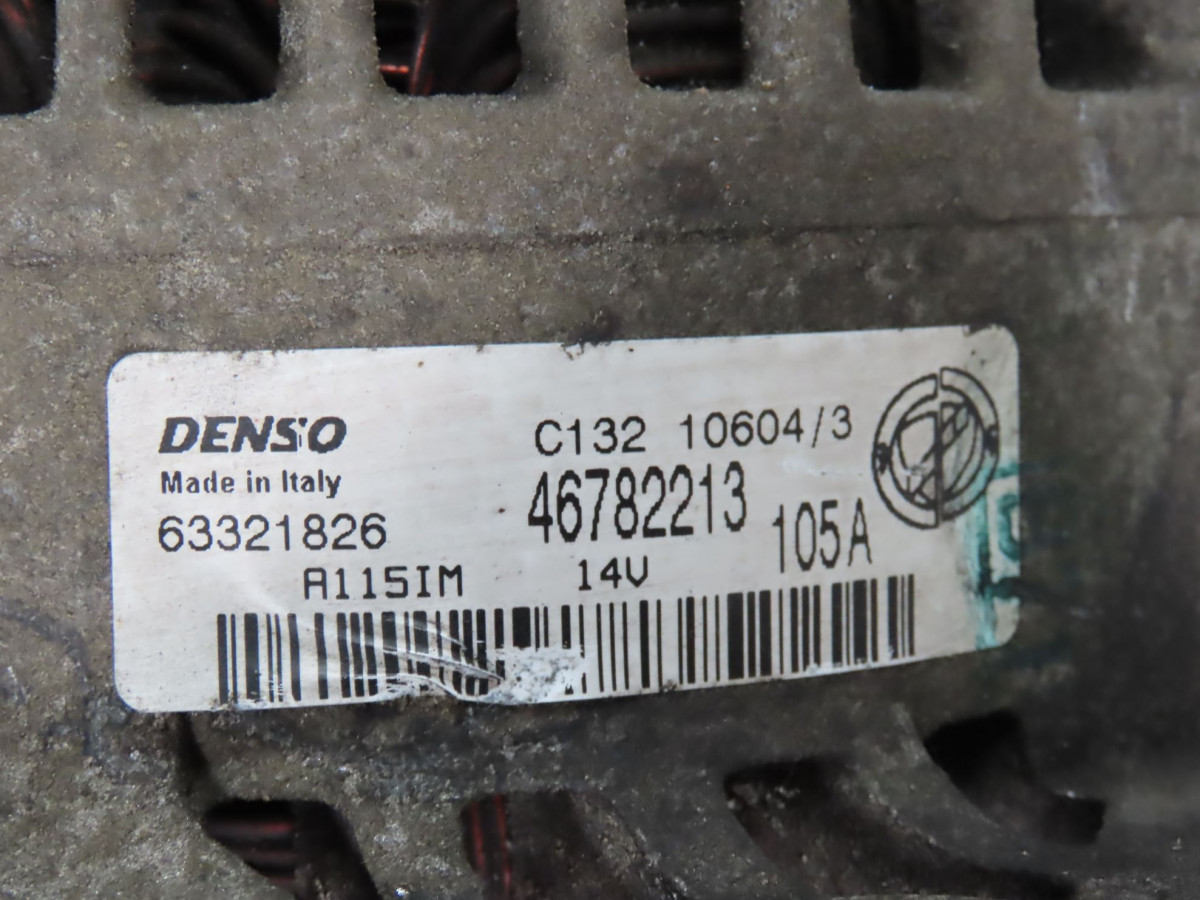 DENSO
Made in Italy
63321826
C132 10604/3
46782213
105A
A115IM 14V